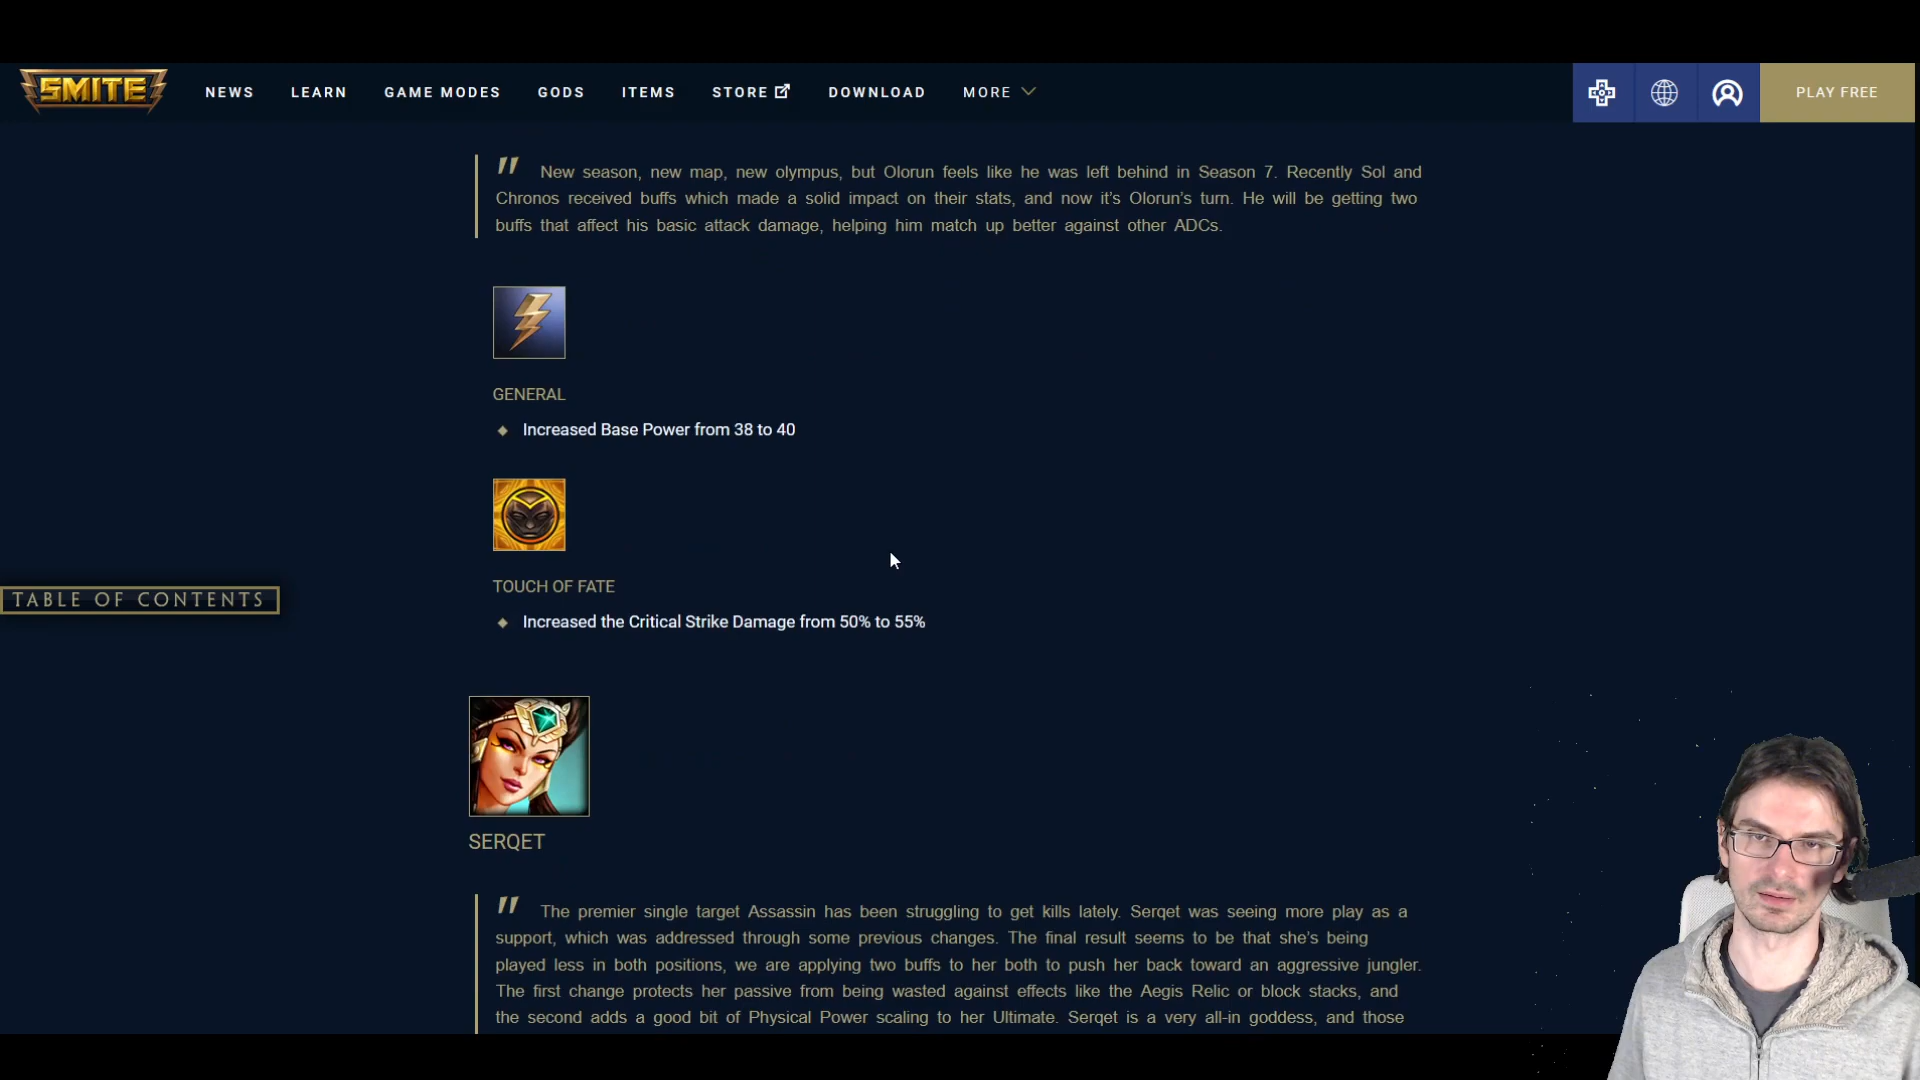 SMITE
NEWS
LEARN
GAME MODES
GODS
ITEMS
STORE
DOWNLOAD
MORE
PLAY FREE
" New season, new map, new olympus, but Olorun feels like he was left behind in Season 7. Recently Sol and
Chronos received buffs which made a solid impact on their stats, and now it's Olorun's turn. He will be getting two
buffs that affect his basic attack damage, helping him match up better against other ADCs.
GENERAL
Increased Base Power from 38 to 40
TOUCH OF FATE
Increased the Critical Strike Damage from 50% to 55%
TABLE OF CONTENTS
SERQET
" The premier single target Assassin has been struggling to get kills lately. Serqet was seeing more play as a
support, which was addressed through some previous changes. The final result seems to be that she's being
played less in both positions, we are applying two buffs to her both to push her back toward an aggressive jungler.
The first change protects her passive from being wasted against effects like the Aegis Relic or block stacks, and
the second adds a good bit of Physical Power scaling to her Ultimate. Serqet is a very all-in goddess, and those